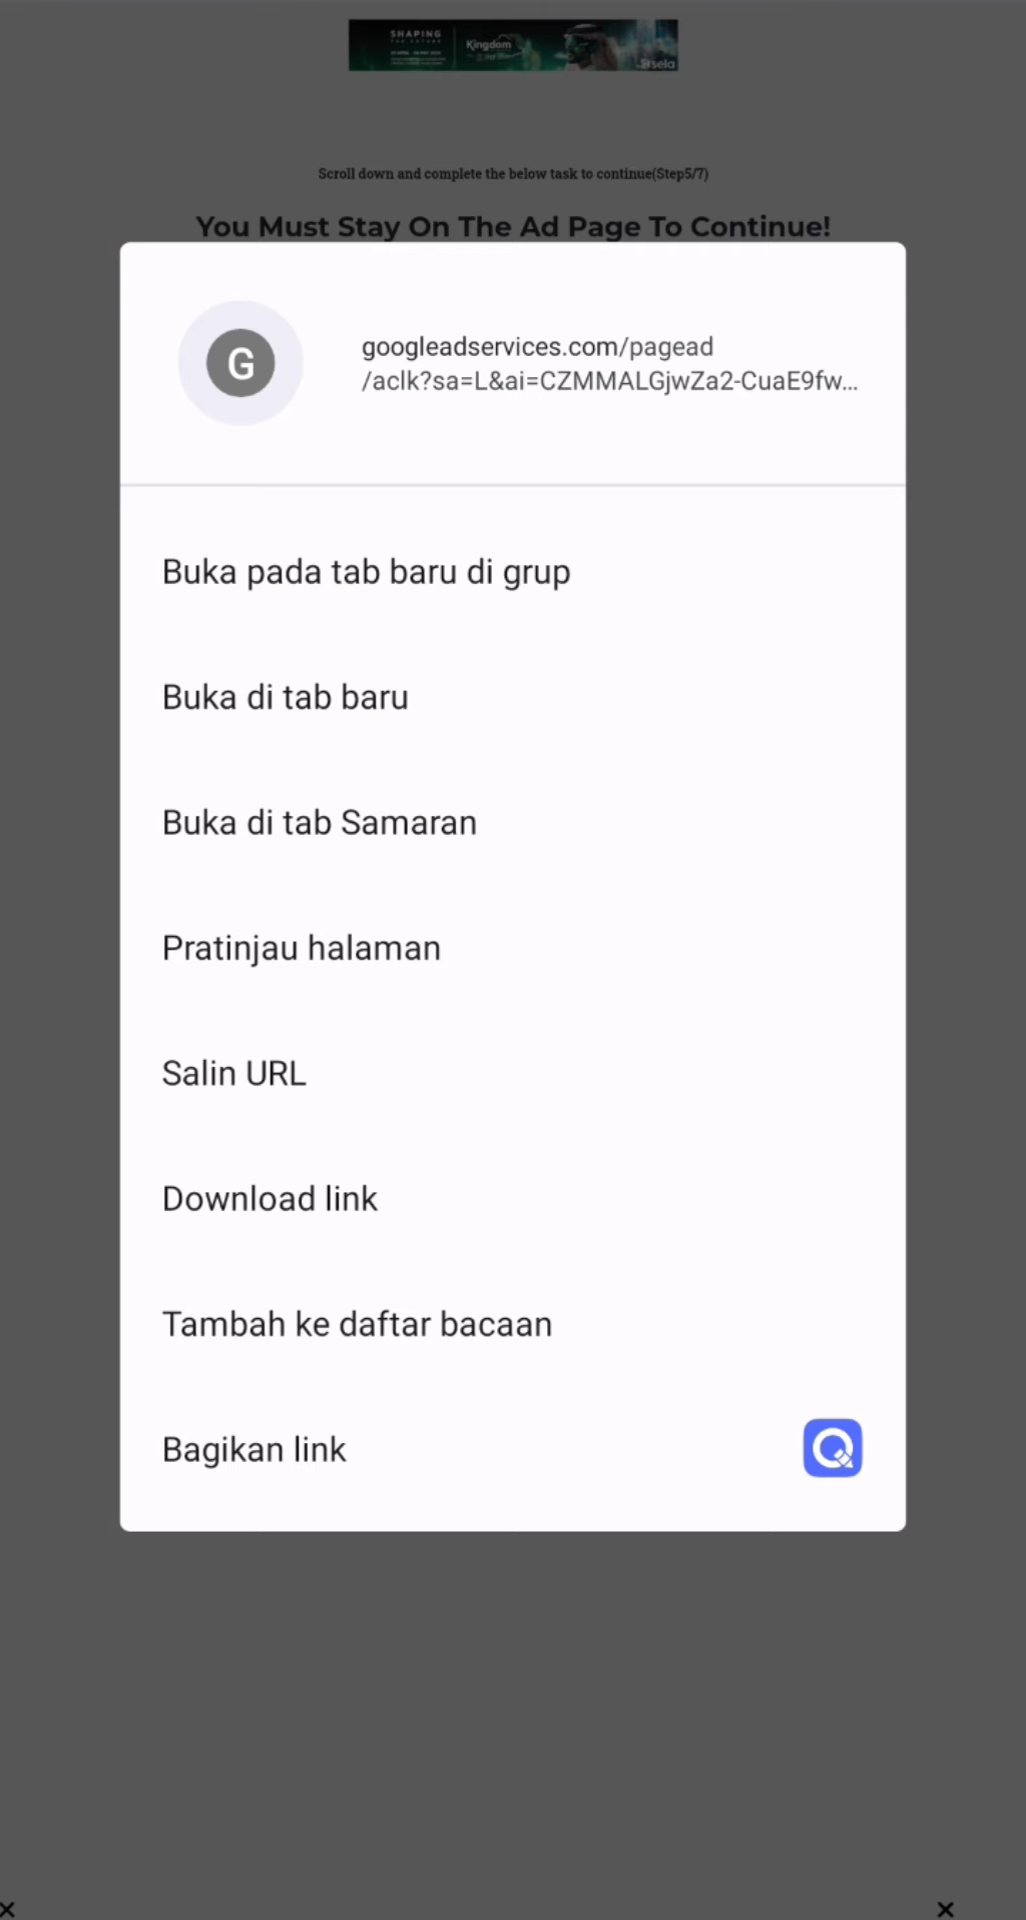 SHAPING
Kingdom
sela
Scroll down and complete the below task to continue(Step5/7)
You Must Stay On The Ad Page To Continue!
G
googleadservices.com/pagead
/aclk?sa=L&ai=CZMMALGjwZa2-CuaE9fw...
Buka pada tab baru di grup
Buka di tab baru
Buka di tab Samaran
Pratinjau halaman
Salin URL
Download link
Tambah ke daftar bacaan
Bagikan link